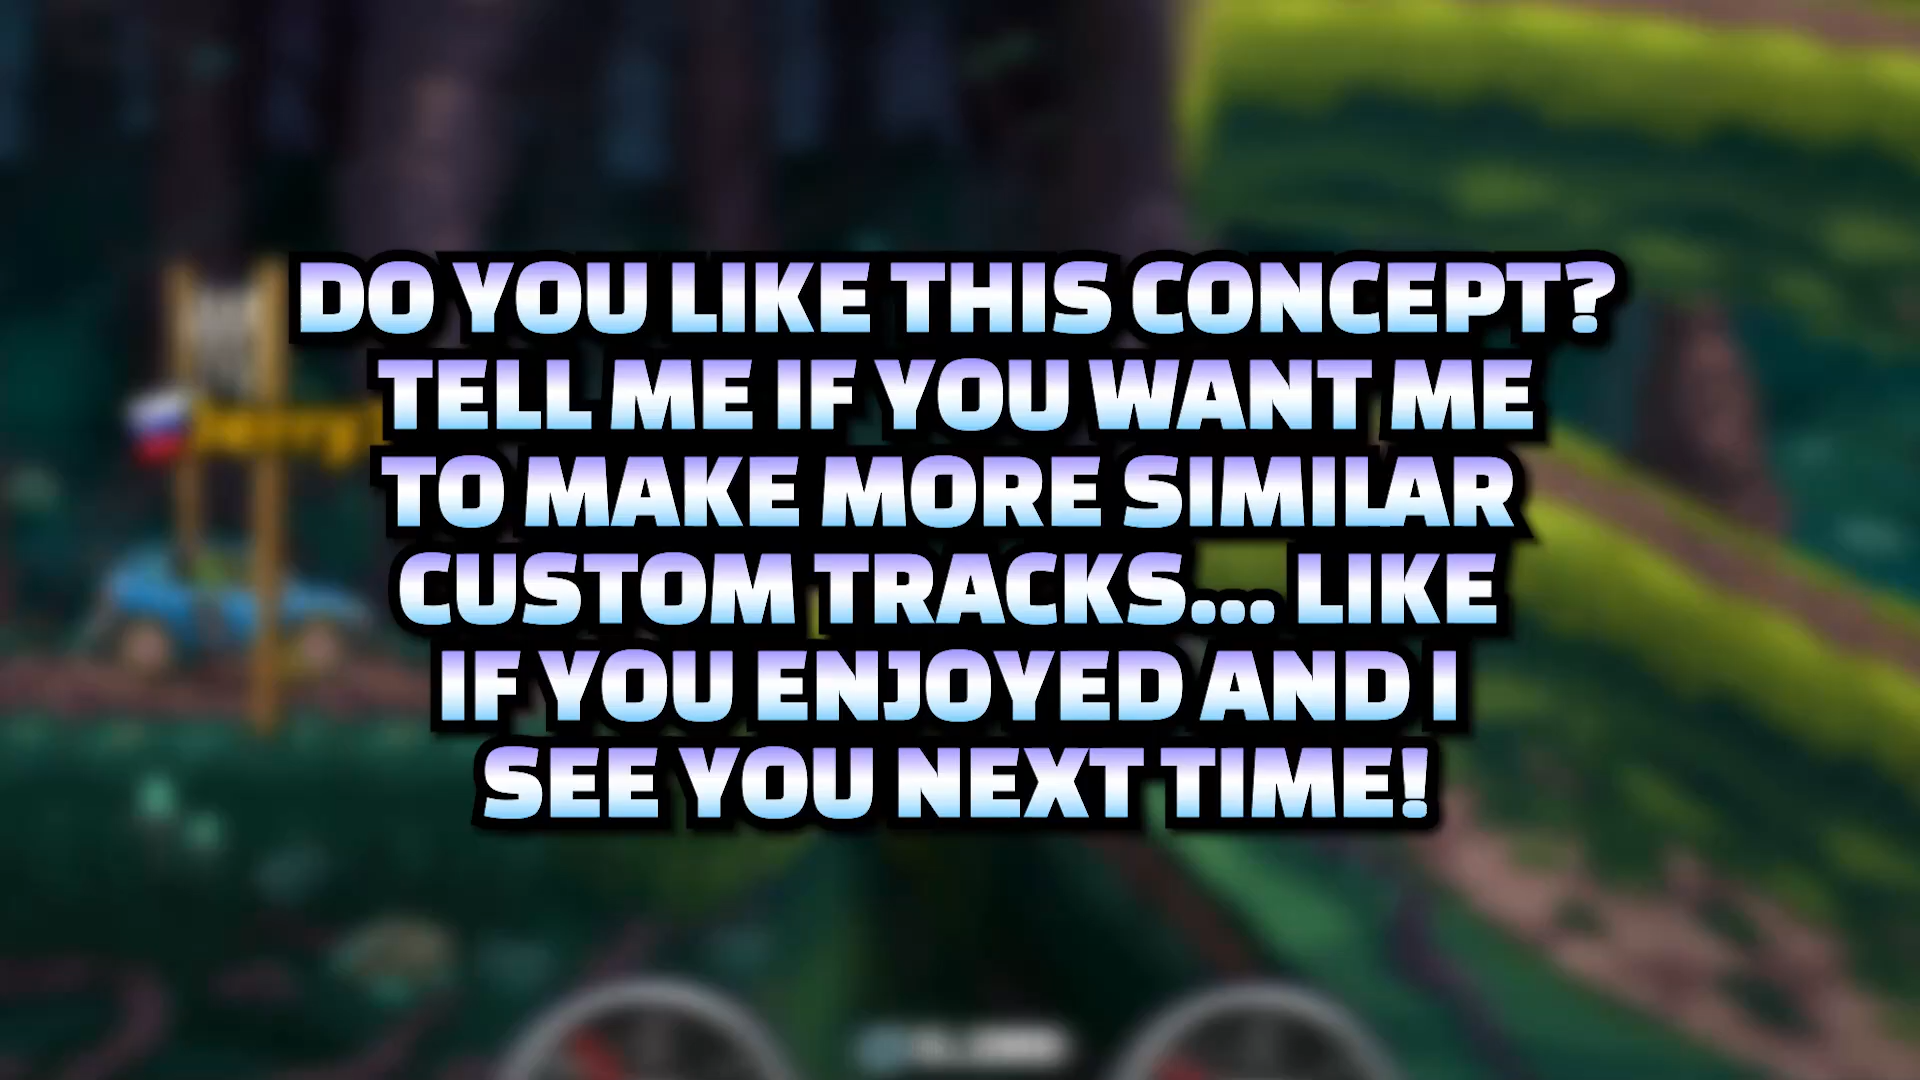 DO YOU LIKE THIS CONCEPT?
TELL ME IF YOU WANT ME
TO MAKE MORE SIMILAR
CUSTOM TRACKS... LIKE
IF YOU ENJOYED AND I
SEE YOU NEXT TIME!